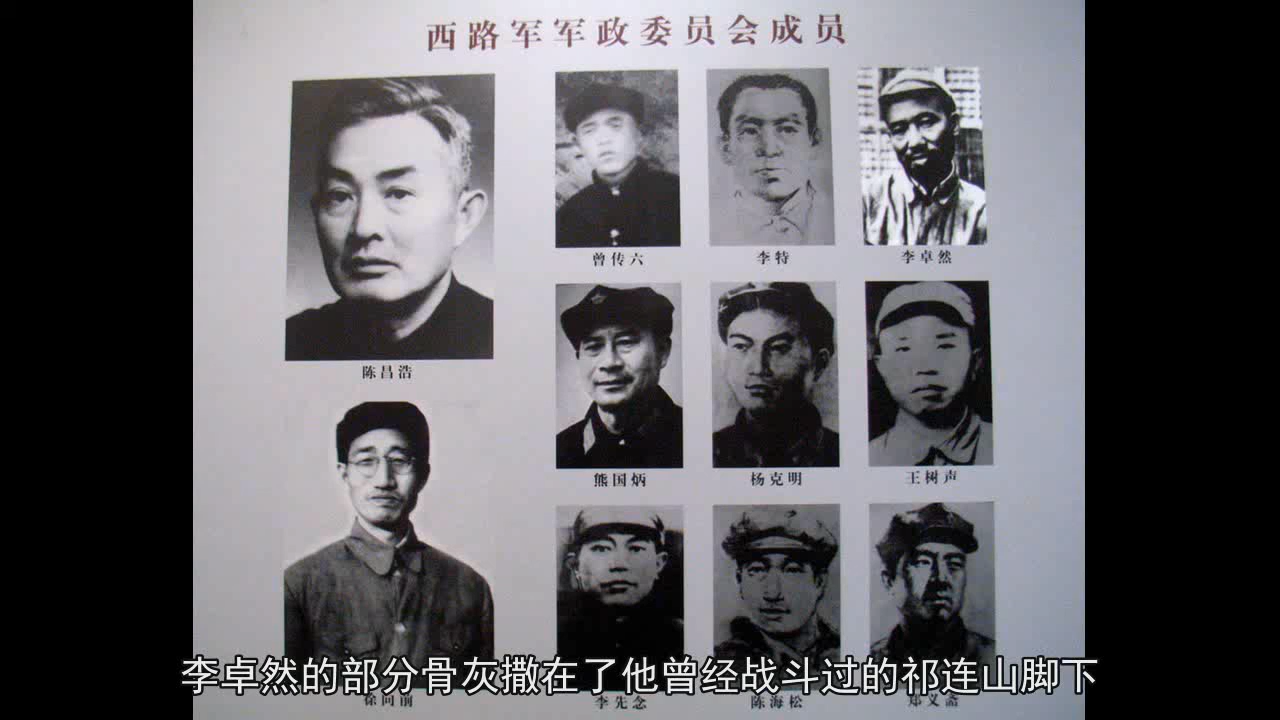 西路军军政委员会成员
曾传六
李特
李卓然
陈昌浩
熊国炳
杨克明
王树声
徐向前
李先念
陈海松
郑义斋
李卓然的部分骨灰撒在了他曾经战斗过的祁连山脚下